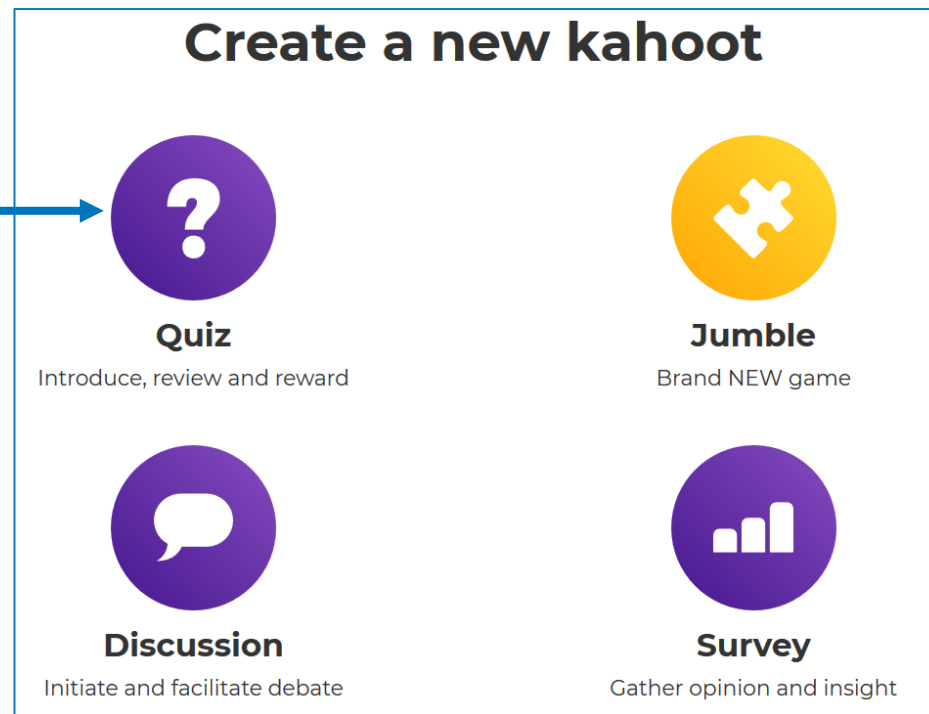 Create a new kahoot
?
Quiz
Introduce, review and reward
Jumble
Brand NEW game
Discussion
Initiate and facilitate debate
Survey
Gather opinion and insight